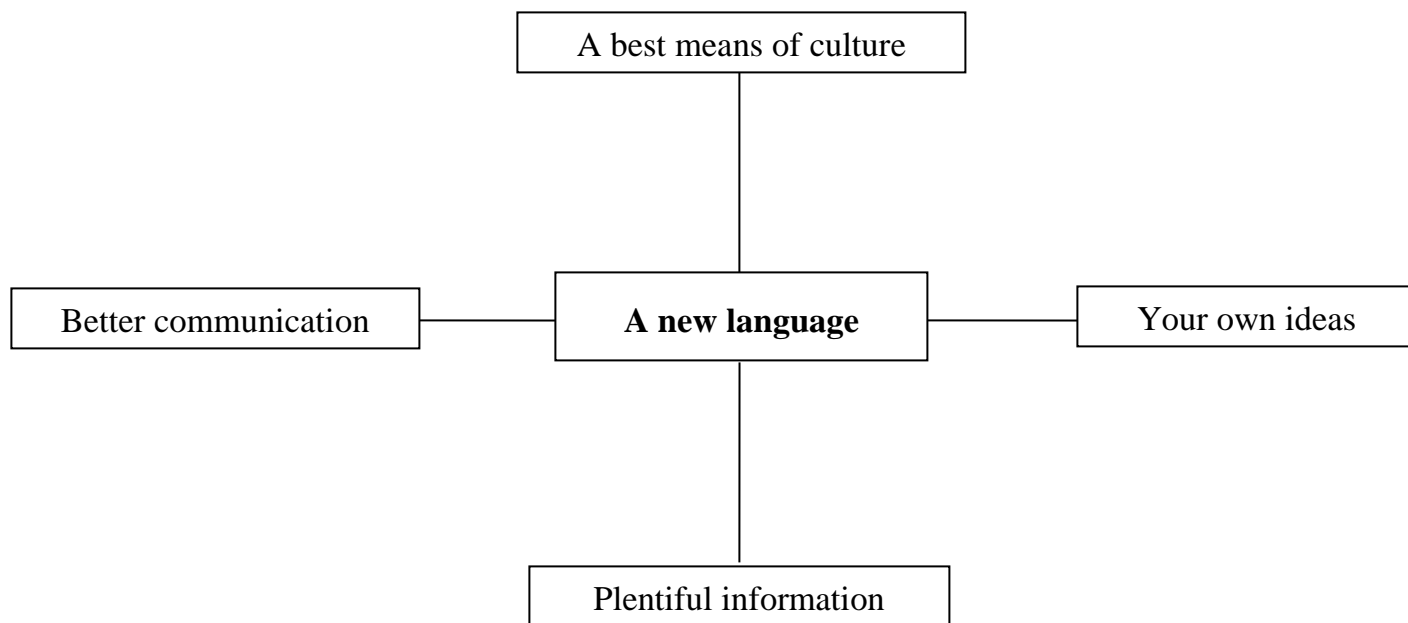 A best means of culture
Better communication
A new language
Your own ideas
Plentiful information